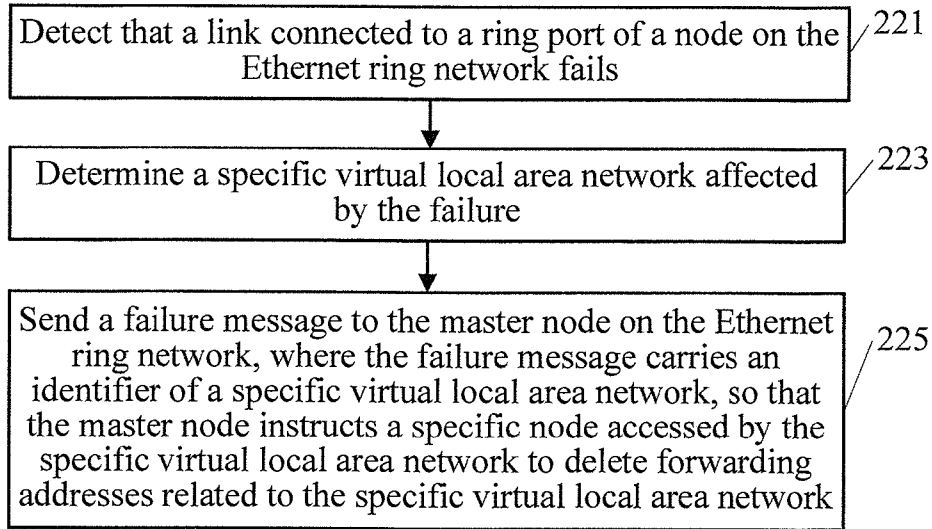 Detect that a link connected to a ring port of a node on the
Ethernet ring network fails
221
Determine a specific virtual local area network affected
by the failure
223
Send a failure message to the master node on the Ethernet
ring network, where the failure message carries an
identifier of a specific virtual local area network, so that
the master node instructs a specific node accessed by the
specific virtual local area network to delete forwarding
addresses related to the specific virtual local area network
225